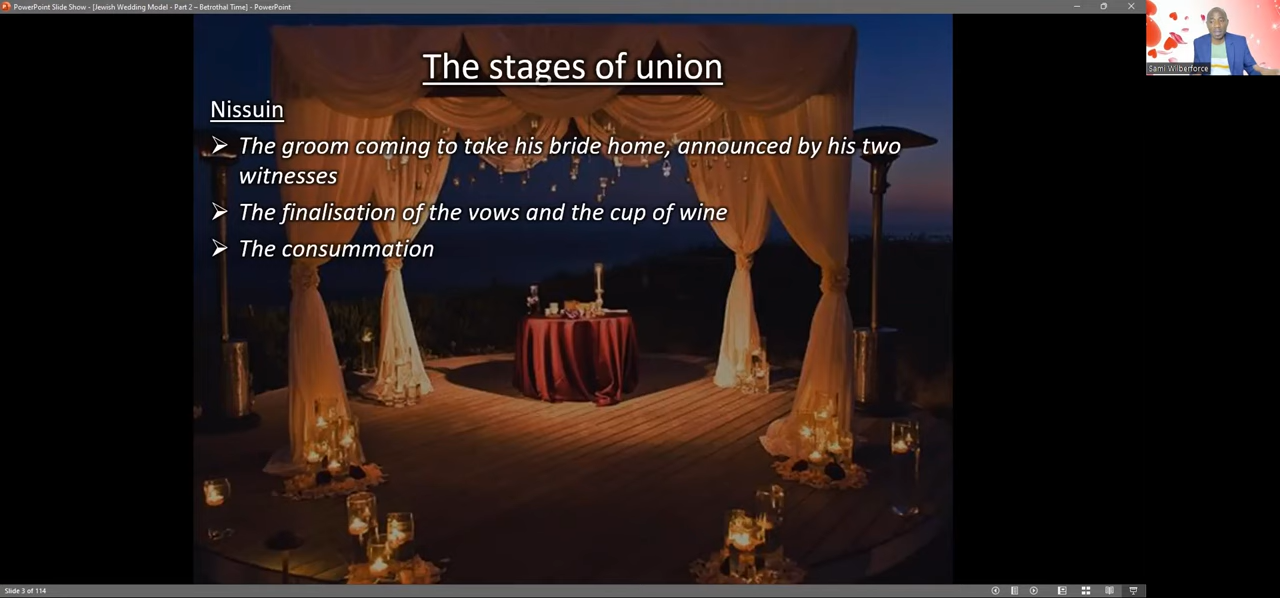 PowerPoint Slide Show - [Jewish Wedding Model - Part 2 – Betrothal Time] - PowerPoint
Sami Wilberforce
The stages of union
Nissuin
➢ The groom coming to take his bride home, announced by his two
witnesses
➢ The finalisation of the vows and the cup of wine
➢ The consummation
Slide 3 of 114